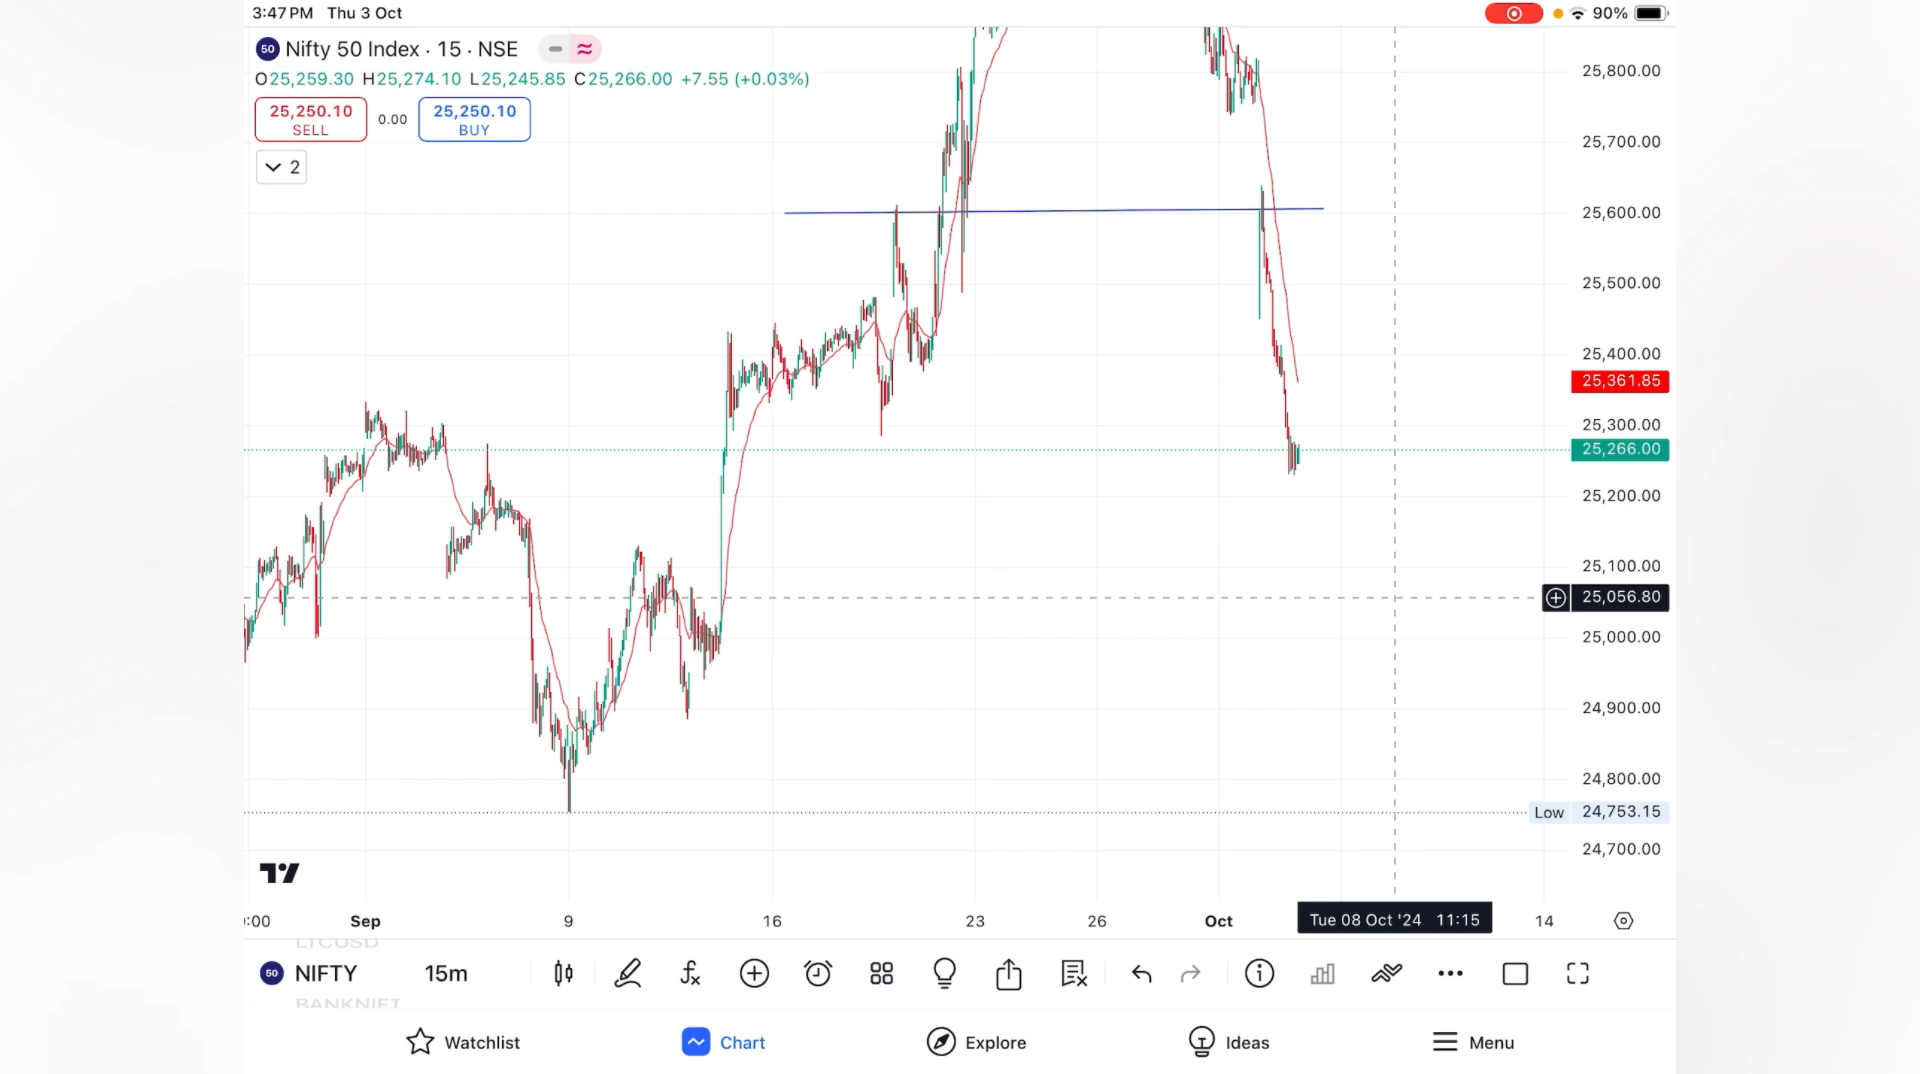 3:47 PM Thu 3 Oct
90%
50 Nifty 50 Index · 15 · NSE
O25,259.30 H25,274.10 L25,245.85 C25,266.00 +7.55 (+0.03%)
25,250.10 SELL
0.00
25,250.10 BUY
2
25,800.00
25,700.00
25,600.00
25,500.00
25,400.00
25,361.85
25,300.00
25,266.00
25,200.00
25,100.00
25,056.80
25,000.00
24,900.00
24,800.00
Low 24,753.15
24,700.00
:00 Sep 9 16 23 26 Oct Tue 08 Oct '24 11:15 14
LTCUSD
50 NIFTY 15m
BANKNIFT
Watchlist Chart Explore Ideas Menu